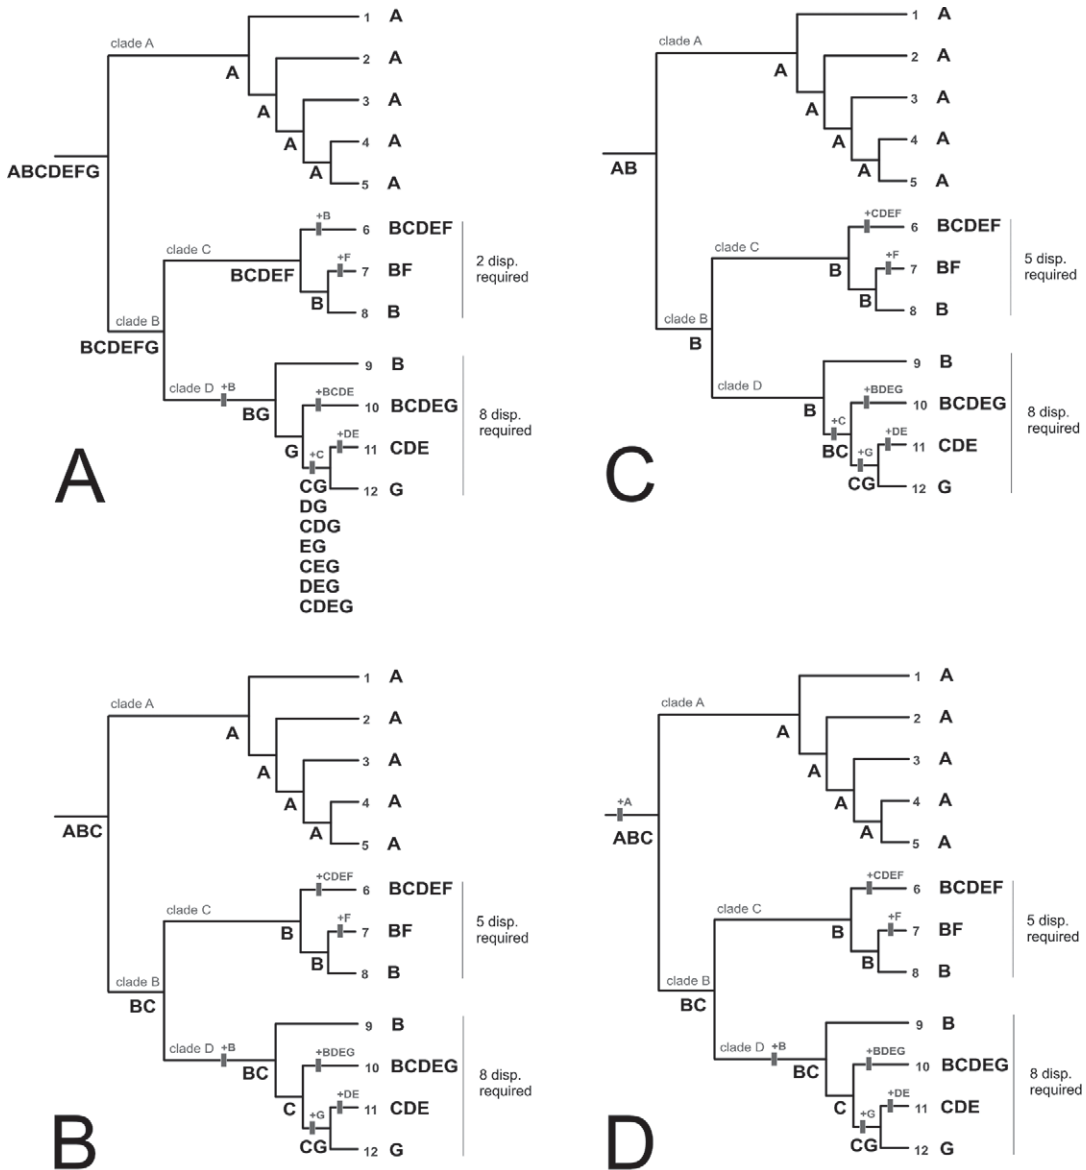 clade A
1 A
2 A
3 A
4 A
5 A
A
A
A
A
ABCDEFG
clade B
BCDEFG
clade C
BCDEF
+B
6 BCDEF
+F
7 BF
B
8 B
2 disp.
required
clade D
+B
BG
9 B
+BCDE
10 BCDEG
G
+DE
11 CDE
+C
12 G
CG
DG
CDG
EG
CEG
DEG
CDEG
8 disp.
required
A
clade A
1 A
2 A
3 A
4 A
5 A
A
A
A
A
AB
clade B
B
clade C
B
+CDEF
6 BCDEF
+F
7 BF
B
8 B
5 disp.
required
clade D
B
9 B
+BDEG
10 BCDEG
+C
BC
+DE
11 CDE
+G
CG
12 G
8 disp.
required
C
clade A
1 A
2 A
3 A
4 A
5 A
A
A
A
A
ABC
clade B
BC
clade C
B
+CDEF
6 BCDEF
+F
7 BF
B
8 B
5 disp.
required
clade D
+B
BC
9 B
+BDEG
10 BCDEG
C
+DE
11 CDE
+G
CG
12 G
8 disp.
required
B
clade A
1 A
2 A
3 A
4 A
5 A
A
A
A
A
+A
ABC
clade B
BC
clade C
B
+CDEF
6 BCDEF
+F
7 BF
B
8 B
5 disp.
required
clade D
+B
BC
9 B
+BDEG
10 BCDEG
C
+DE
11 CDE
+G
CG
12 G
8 disp.
required
D